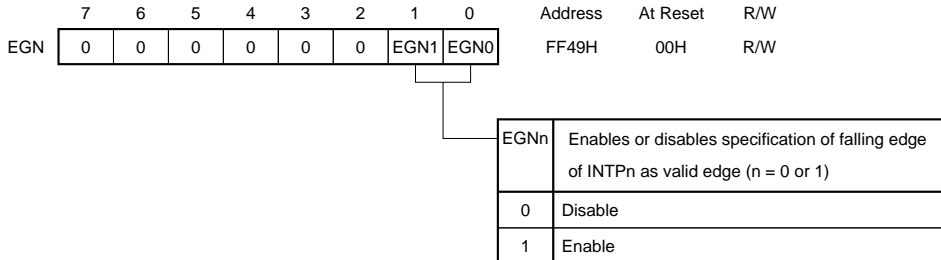 7 6 5 4 3 2 1 0 Address At Reset R/W
EGN 0 0 0 0 0 0 EGN1 EGN0 FF49H 00H R/W
EGNn Enables or disables specification of falling edge
of INTPn as valid edge (n = 0 or 1)
0 Disable
1 Enable